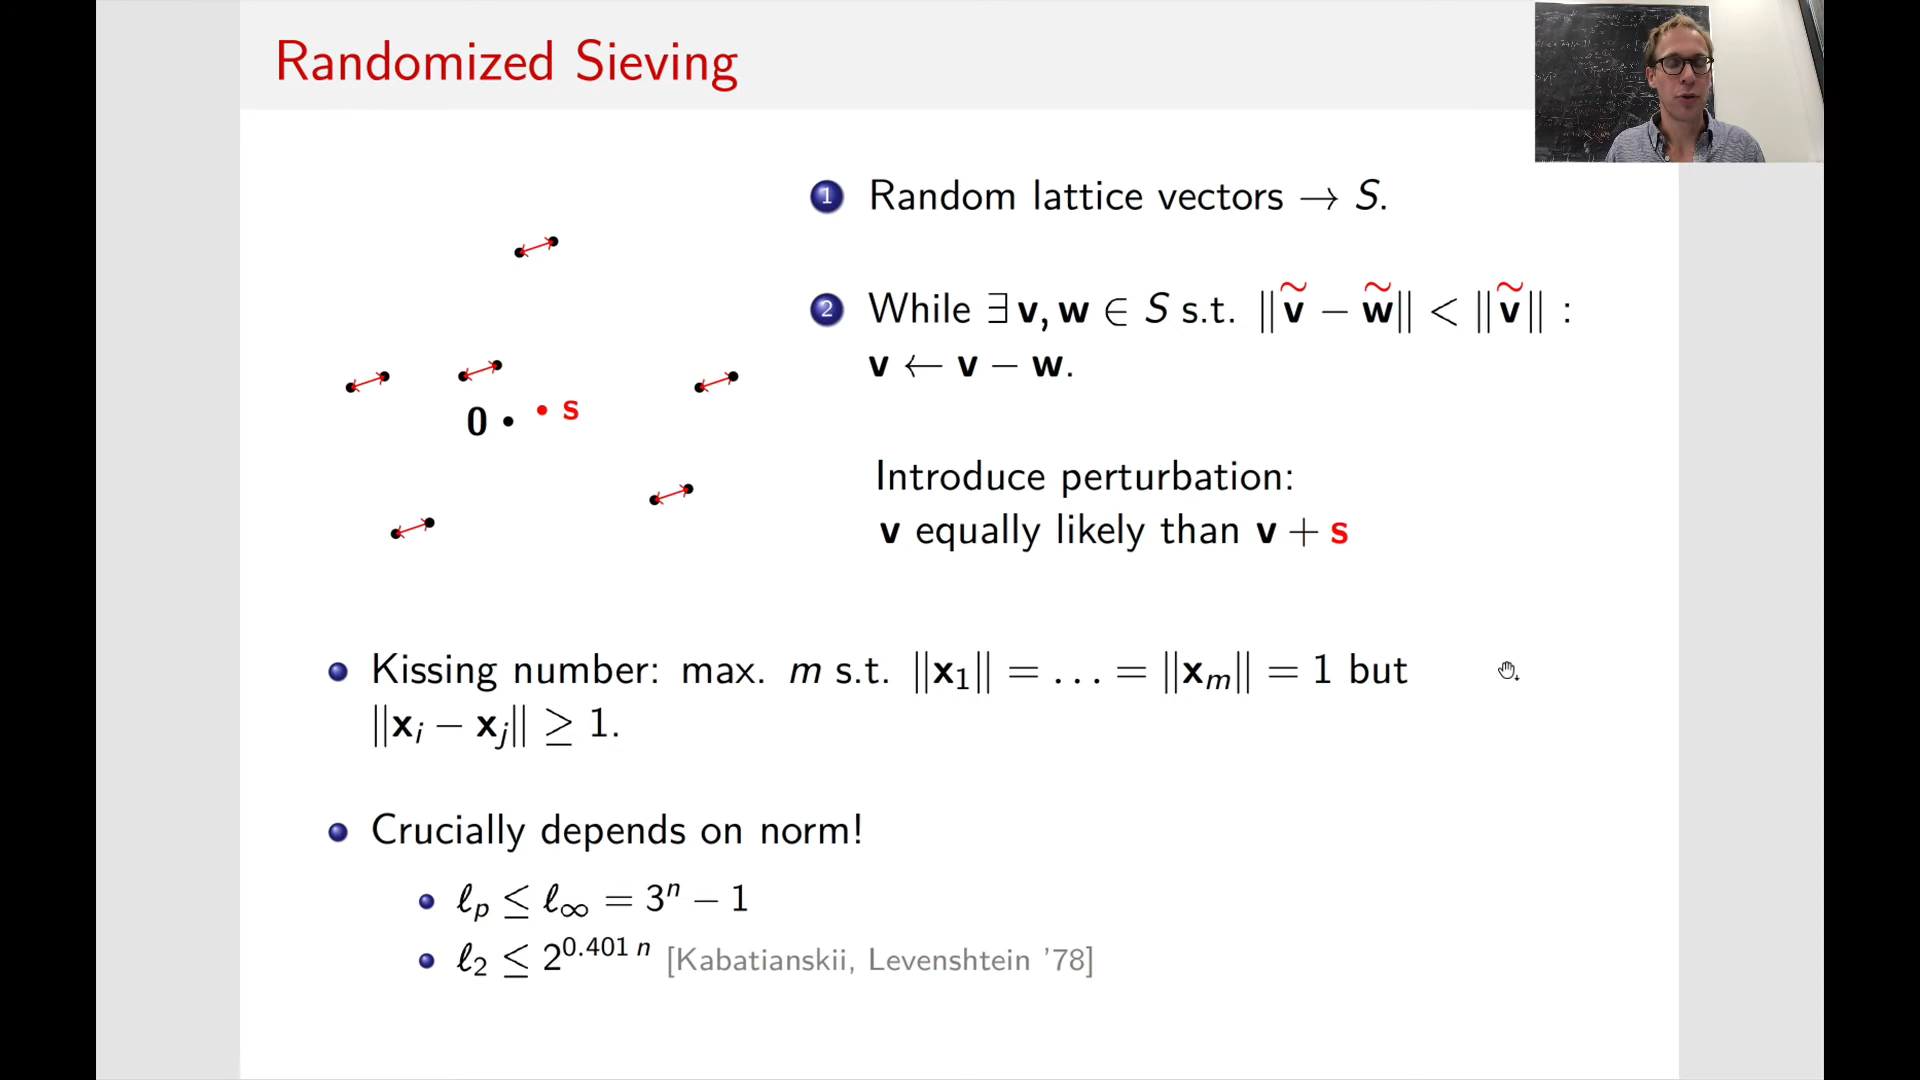 Randomized Sieving
1 Random lattice vectors → S.
2 While ∃ v, w ∈ S s.t. ‖ṽ − w̃‖ < ‖ṽ‖ :
v ← v − w.
0 s
Introduce perturbation:
v equally likely than v + s
Kissing number: max. m s.t. ‖x₁‖ = … = ‖xₘ‖ = 1 but
‖xᵢ − xⱼ‖ ≥ 1.
Crucially depends on norm!
ℓₚ ≤ ℓ∞ = 3ⁿ − 1
ℓ₂ ≤ 2^{0.401 n} [Kabatianskii, Levenshtein '78]